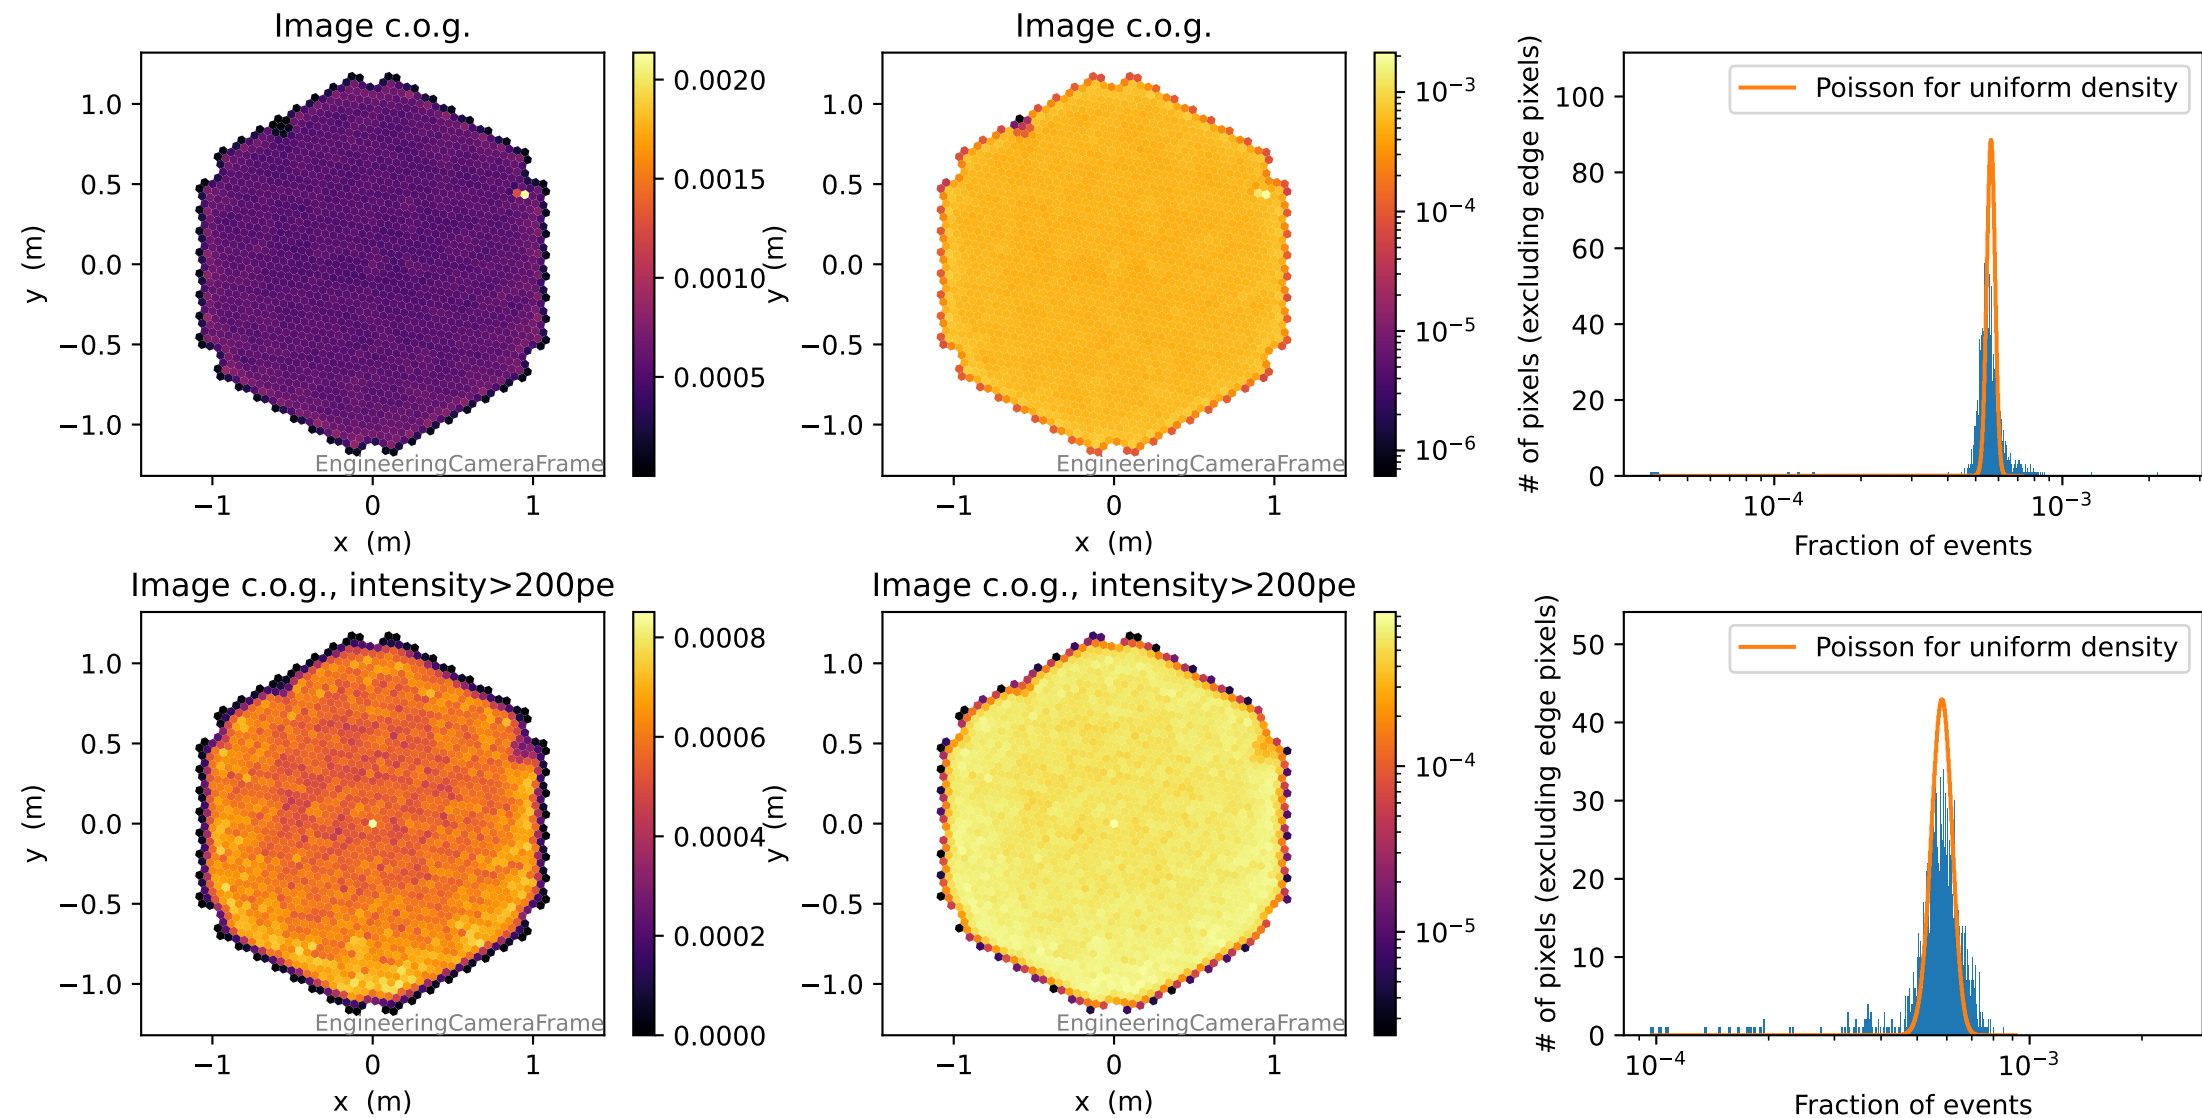 Image c.o.g.
1.0
0.5
0.0
−0.5
−1.0
y (m)
−1 0 1
x (m)
EngineeringCameraFrame
0.0020
0.0015
0.0010
0.0005
Image c.o.g.
1.0
0.5
0.0
−0.5
−1.0
y (m)
−1 0 1
x (m)
EngineeringCameraFrame
10⁻³
10⁻⁴
10⁻⁵
10⁻⁶
Poisson for uniform density
# of pixels (excluding edge pixels)
100
80
60
40
20
0
10⁻⁴ 10⁻³
Fraction of events
Image c.o.g., intensity>200pe
1.0
0.5
0.0
−0.5
−1.0
y (m)
−1 0 1
x (m)
EngineeringCameraFrame
0.0008
0.0006
0.0004
0.0002
0.0000
Image c.o.g., intensity>200pe
1.0
0.5
0.0
−0.5
−1.0
y (m)
−1 0 1
x (m)
EngineeringCameraFrame
10⁻⁴
10⁻⁵
Poisson for uniform density
# of pixels (excluding edge pixels)
50
40
30
20
10
0
10⁻⁴ 10⁻³
Fraction of events